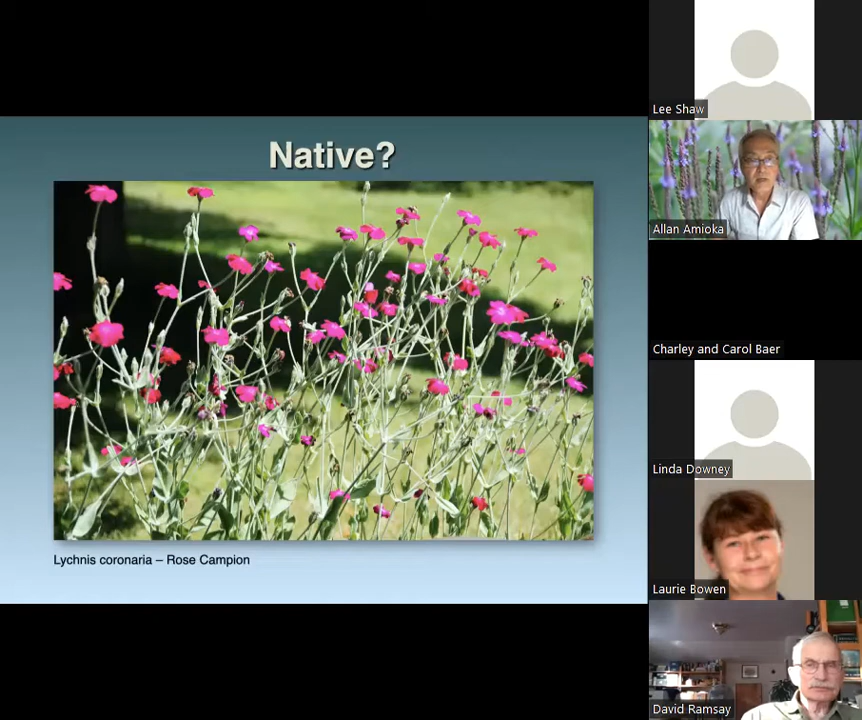 Native?
Lychnis coronaria – Rose Campion
Lee Shaw
Allan Amioka
Charley and Carol Baer
Linda Downey
Laurie Bowen
David Ramsay